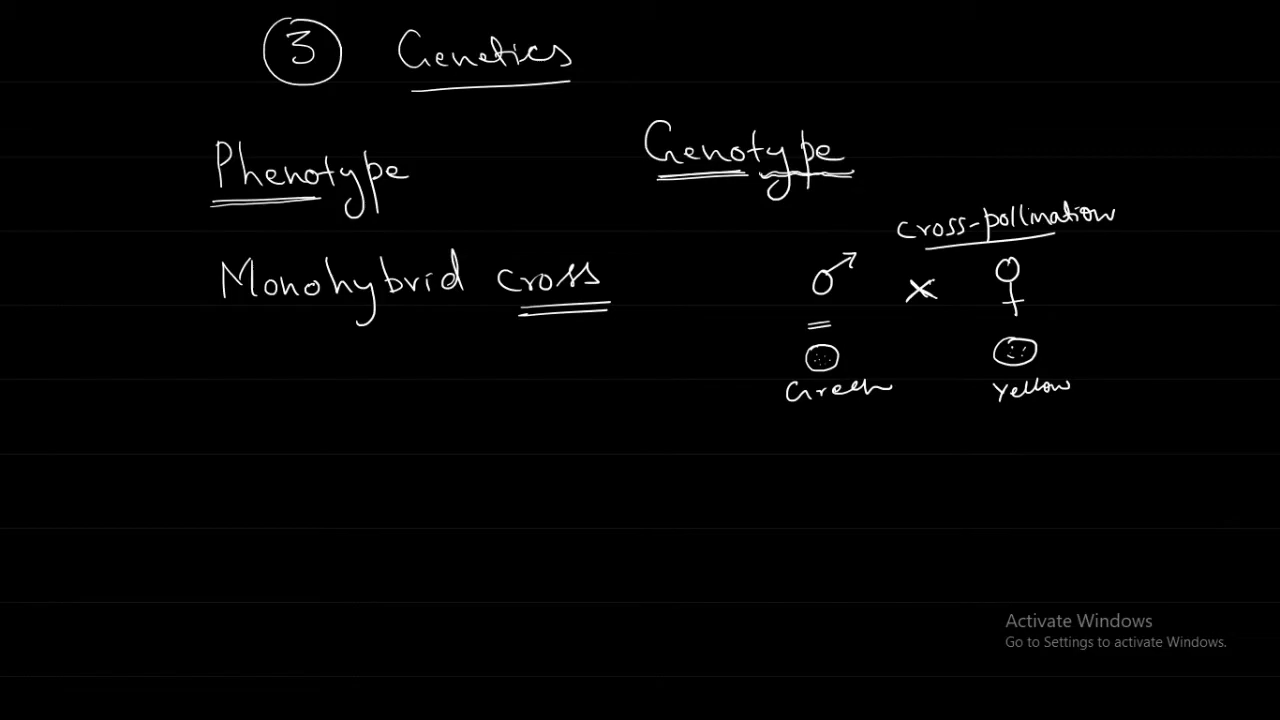 3 Genetics
Phenotype Genotype
cross-pollination
Monohybrid cross ♂ × ♀
Green Yellow
Activate Windows
Go to Settings to activate Windows.